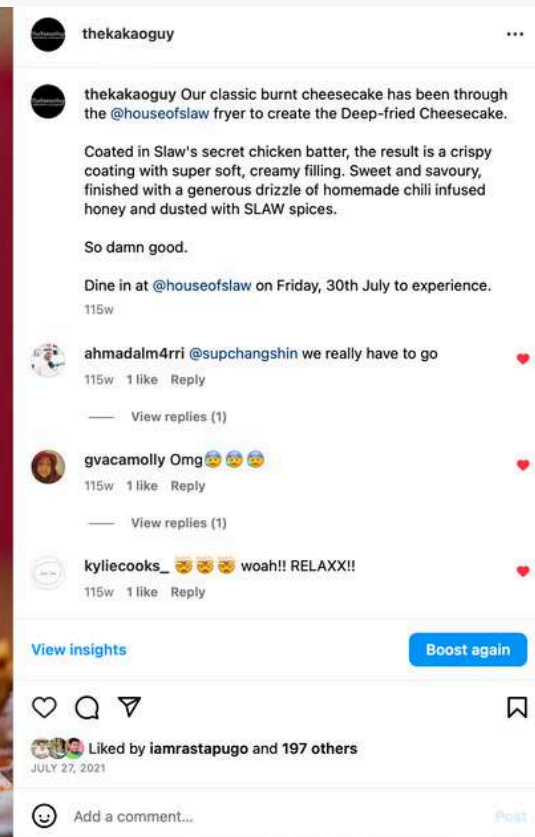 thekakaoguy
thekakaoguy Our classic burnt cheesecake has been through
the @houseofslaw fryer to create the Deep-fried Cheesecake.
Coated in Slaw's secret chicken batter, the result is a crispy
coating with super soft, creamy filling. Sweet and savoury,
finished with a generous drizzle of homemade chili infused
honey and dusted with SLAW spices.
So damn good.
Dine in at @houseofslaw on Friday, 30th July to experience.
115w
ahmadalm4rri @supchangshin we really have to go
115w 1 like Reply
View replies (1)
gvacamolly Omg😰😰😰
115w 1 like Reply
View replies (1)
kyliecooks_ 🤯🤯🤯 woah!! RELAXX!!
115w 1 like Reply
View insights
Boost again
Liked by iamrastapugo and 197 others
JULY 27, 2021
Add a comment...
Post